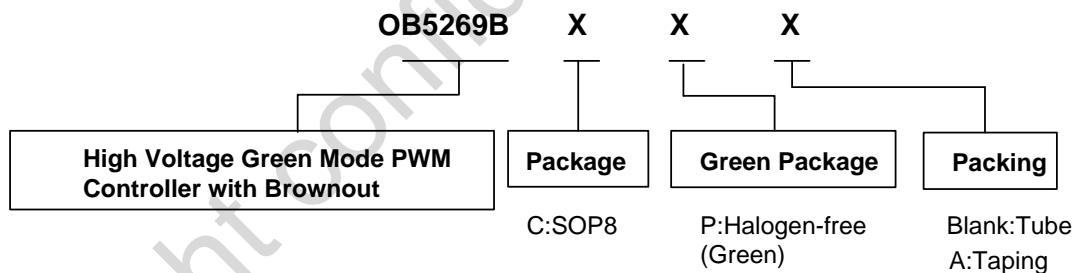 OB5269B X X X
High Voltage Green Mode PWM
Controller with Brownout
Package
Green Package
Packing
C:SOP8
P:Halogen-free
(Green)
Blank:Tube
A:Taping